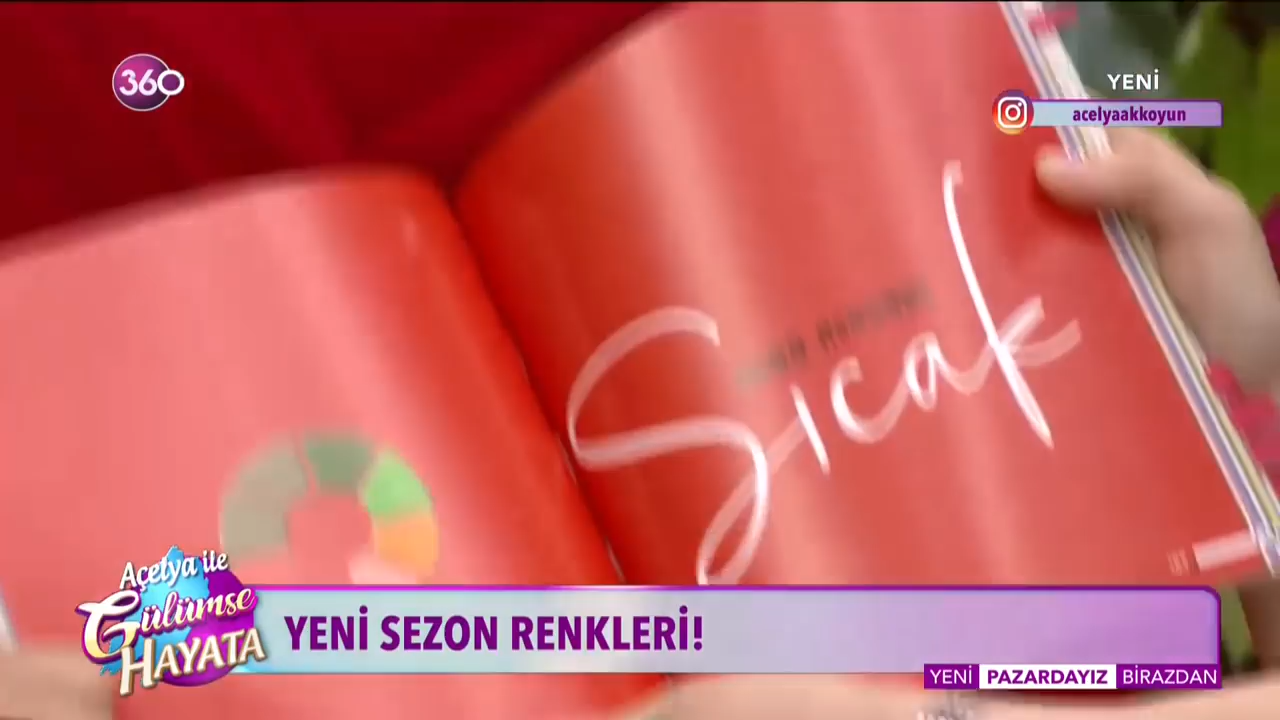 360
YENİ
acelyaakkoyun
Sıcak
Açelya ile
Gülümse
HAYATA
YENİ SEZON RENKLERİ!
YENİ PAZARDAYIZ BİRAZDAN